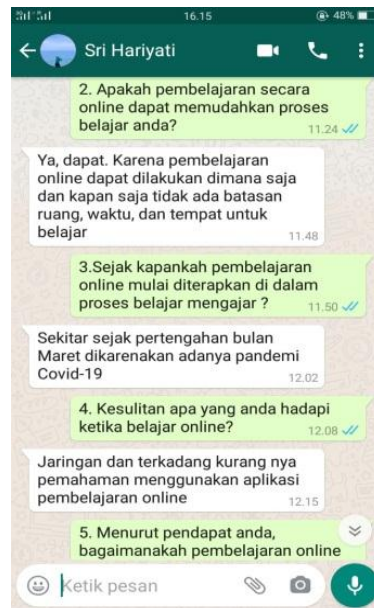 16.15
48%
Sri Hariyati
2. Apakah pembelajaran secara
online dapat memudahkan proses
belajar anda?
11.24
Ya, dapat. Karena pembelajaran
online dapat dilakukan dimana saja
dan kapan saja tidak ada batasan
ruang, waktu, dan tempat untuk
belajar
11.48
3.Sejak kapankah pembelajaran
online mulai diterapkan di dalam
proses belajar mengajar ?
11.50
Sekitar sejak pertengahan bulan
Maret dikarenakan adanya pandemi
Covid-19
12.02
4. Kesulitan apa yang anda hadapi
ketika belajar online?
12.08
Jaringan dan terkadang kurang nya
pemahaman menggunakan aplikasi
pembelajaran online
12.15
5. Menurut pendapat anda,
bagaimanakah pembelajaran online
Ketik pesan